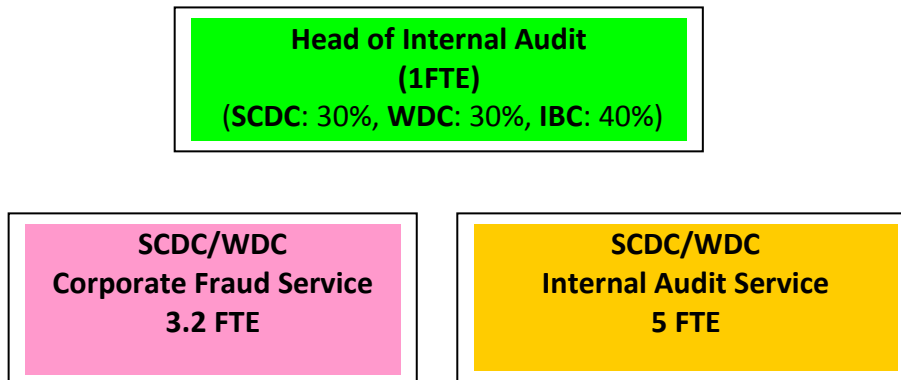 Head of Internal Audit
(1FTE)
(SCDC: 30%, WDC: 30%, IBC: 40%)
SCDC/WDC
Corporate Fraud Service
3.2 FTE
SCDC/WDC
Internal Audit Service
5 FTE